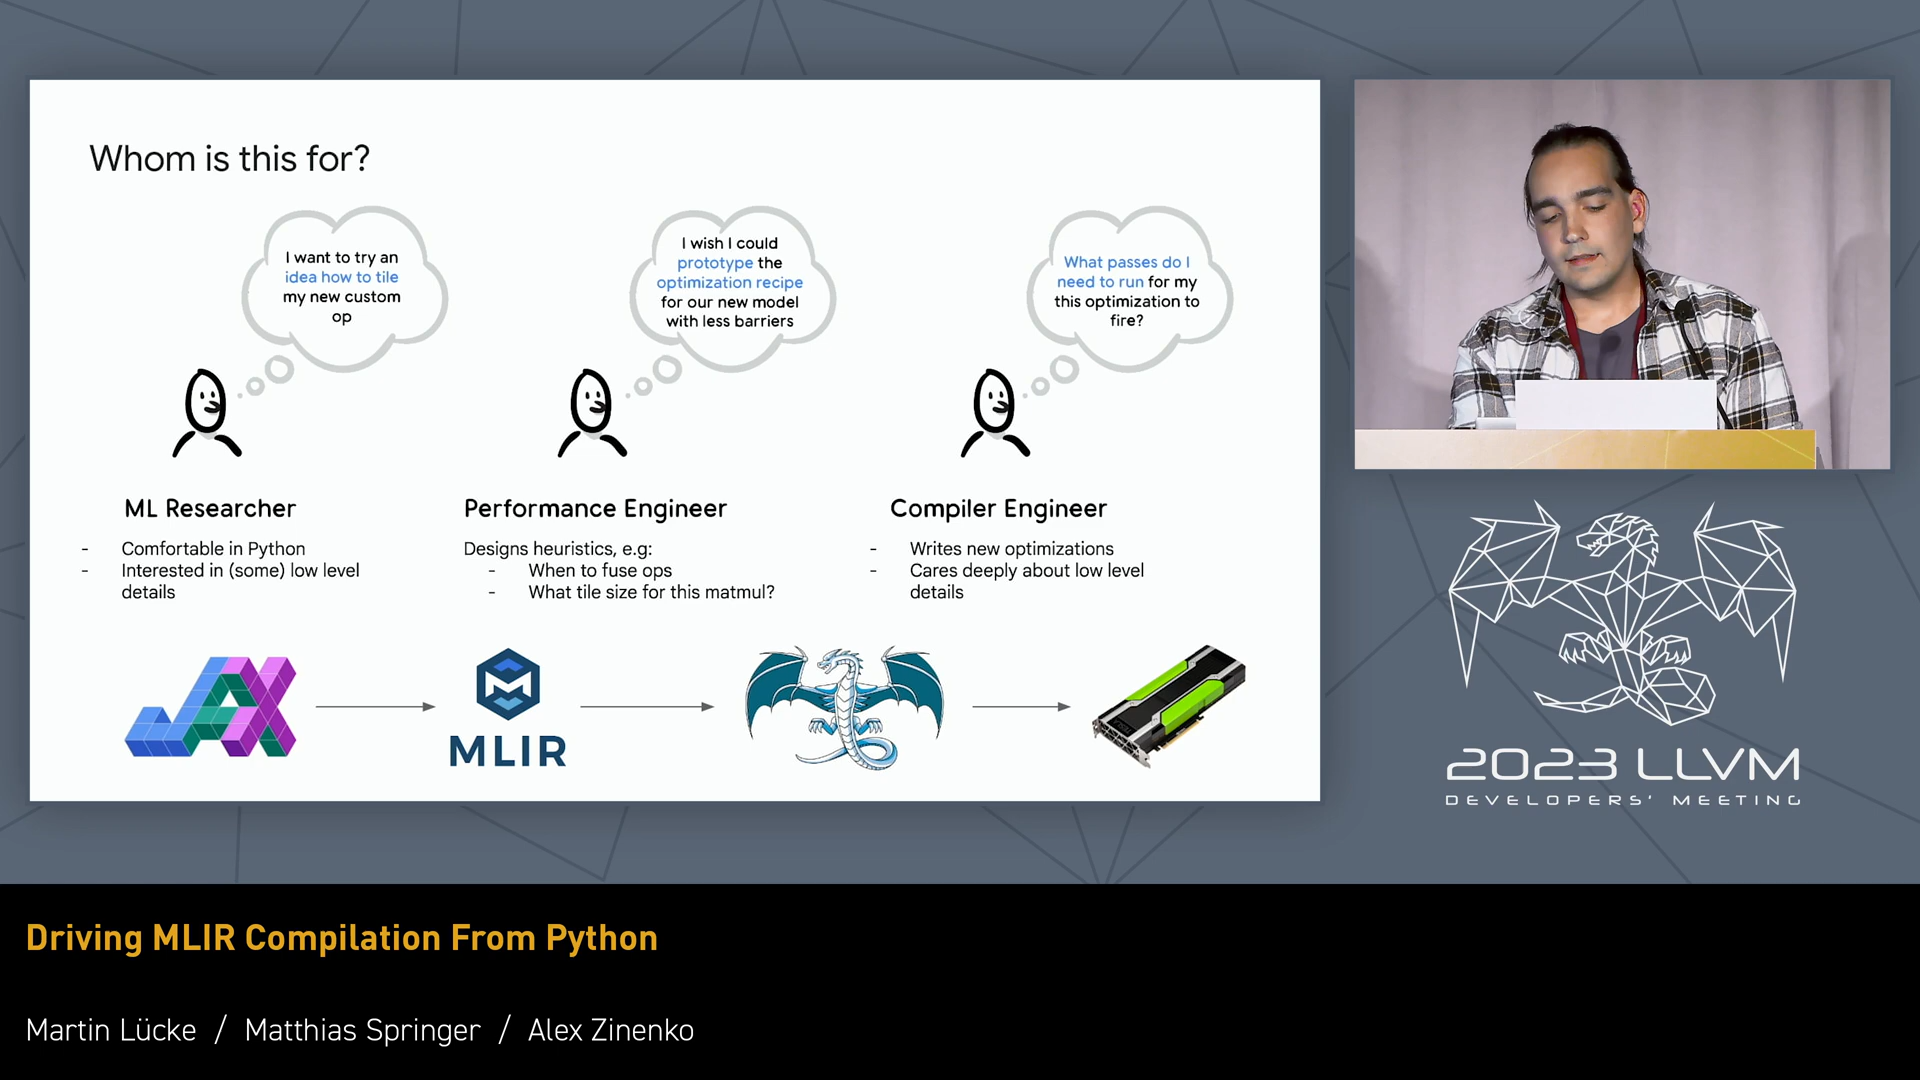 Whom is this for?
I want to try an
idea how to tile
my new custom
op
I wish I could
prototype the
optimization recipe
for our new model
with less barriers
What passes do I
need to run for my
this optimization to
fire?
ML Researcher
- Comfortable in Python
- Interested in (some) low level
details
Performance Engineer
Designs heuristics, e.g:
- When to fuse ops
- What tile size for this matmul?
Compiler Engineer
- Writes new optimizations
- Cares deeply about low level
details
JAX
MLIR
2023 LLVM
DEVELOPERS' MEETING
Driving MLIR Compilation From Python
Martin Lücke / Matthias Springer / Alex Zinenko